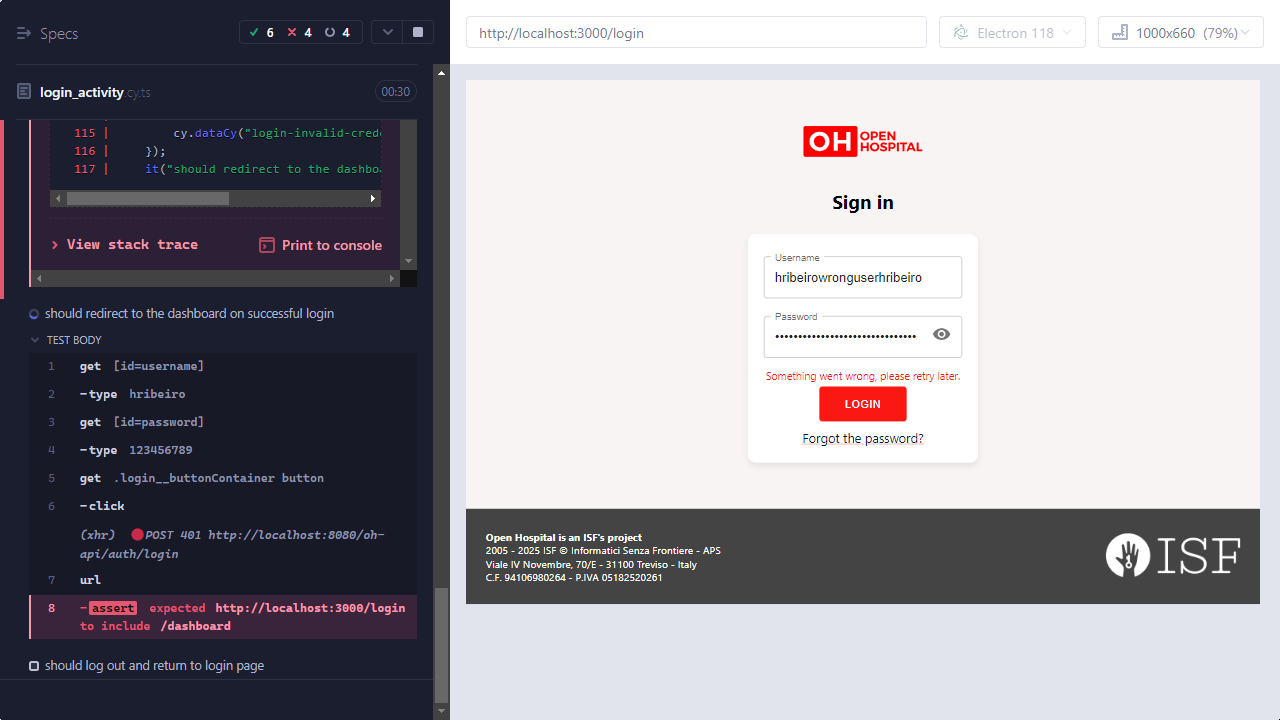 Specs
6 4 4
login_activity.cy.ts
00:30
115 | cy.dataCy("login-invalid-crede
116 | });
117 | it("should redirect to the dashboa
View stack trace
Print to console
should redirect to the dashboard on successful login
TEST BODY
1 get [id=username]
2 -type hribeiro
3 get [id=password]
4 -type 123456789
5 get .login__buttonContainer button
6 -click
(xhr) POST 401 http://localhost:8080/oh-
api/auth/login
7 url
8 -assert expected http://localhost:3000/login
to include /dashboard
should log out and return to login page
http://localhost:3000/login
Electron 118
1000x660 (79%)
OH OPEN
HOSPITAL
Sign in
Username
hribeirowronguserhribeiro
Password
Something went wrong, please retry later.
LOGIN
Forgot the password?
Open Hospital is an ISF's project
2005 - 2025 ISF © Informatici Senza Frontiere - APS
Viale IV Novembre, 70/E - 31100 Treviso - Italy
C.F. 94106980264 - P.IVA 05182520261
ISF